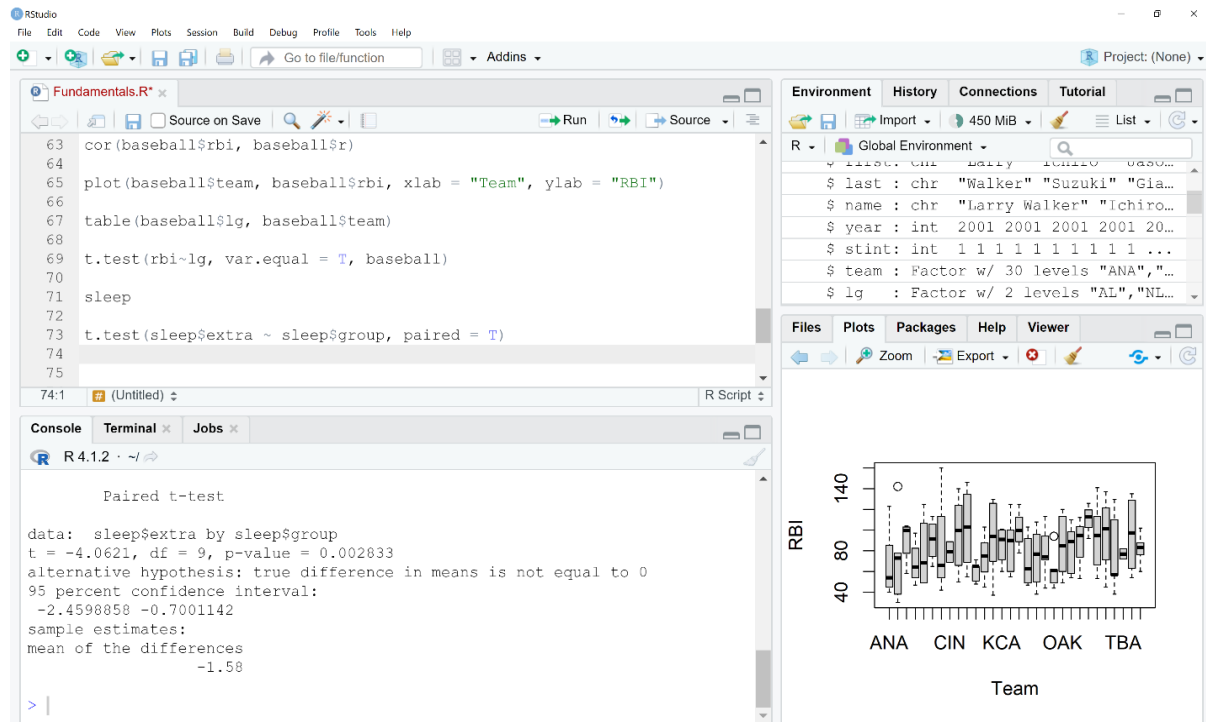 RStudio
File Edit Code View Plots Session Build Debug Profile Tools Help
Go to file/function Addins Project: (None)
Fundamentals.R*
Source on Save Run Source
63 cor(baseball$rbi, baseball$r)
64
65 plot(baseball$team, baseball$rbi, xlab = "Team", ylab = "RBI")
66
67 table(baseball$lg, baseball$team)
68
69 t.test(rbi~lg, var.equal = T, baseball)
70
71 sleep
72
73 t.test(sleep$extra ~ sleep$group, paired = T)
74
75
74:1 # (Untitled) R Script
Console Terminal Jobs
R R 4.1.2 · ~/
Paired t-test
data: sleep$extra by sleep$group
t = -4.0621, df = 9, p-value = 0.002833
alternative hypothesis: true difference in means is not equal to 0
95 percent confidence interval:
-2.4598858 -0.7001142
sample estimates:
mean of the differences
-1.58
>
Environment History Connections Tutorial
Import 450 MiB List
R Global Environment
$ last : chr "Walker" "Suzuki" "Gia…
$ name : chr "Larry Walker" "Ichiro…
$ year : int 2001 2001 2001 2001 20…
$ stint: int 1 1 1 1 1 1 1 1 1 1 ...
$ team : Factor w/ 30 levels "ANA","…
$ lg : Factor w/ 2 levels "AL","NL…
Files Plots Packages Help Viewer
Zoom Export
RBI
140
80
40
ANA CIN KCA OAK TBA
Team